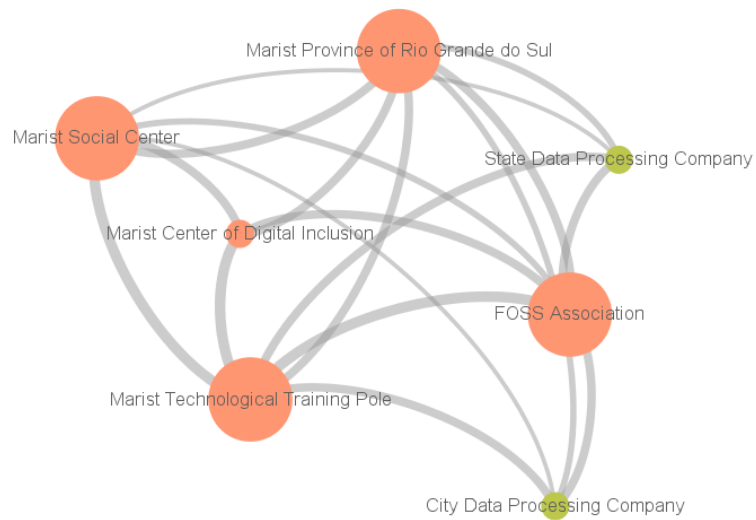 Marist Province of Rio Grande do Sul
Marist Social Center
State Data Processing Company
Marist Center of Digital Inclusion
FOSS Association
Marist Technological Training Pole
City Data Processing Company